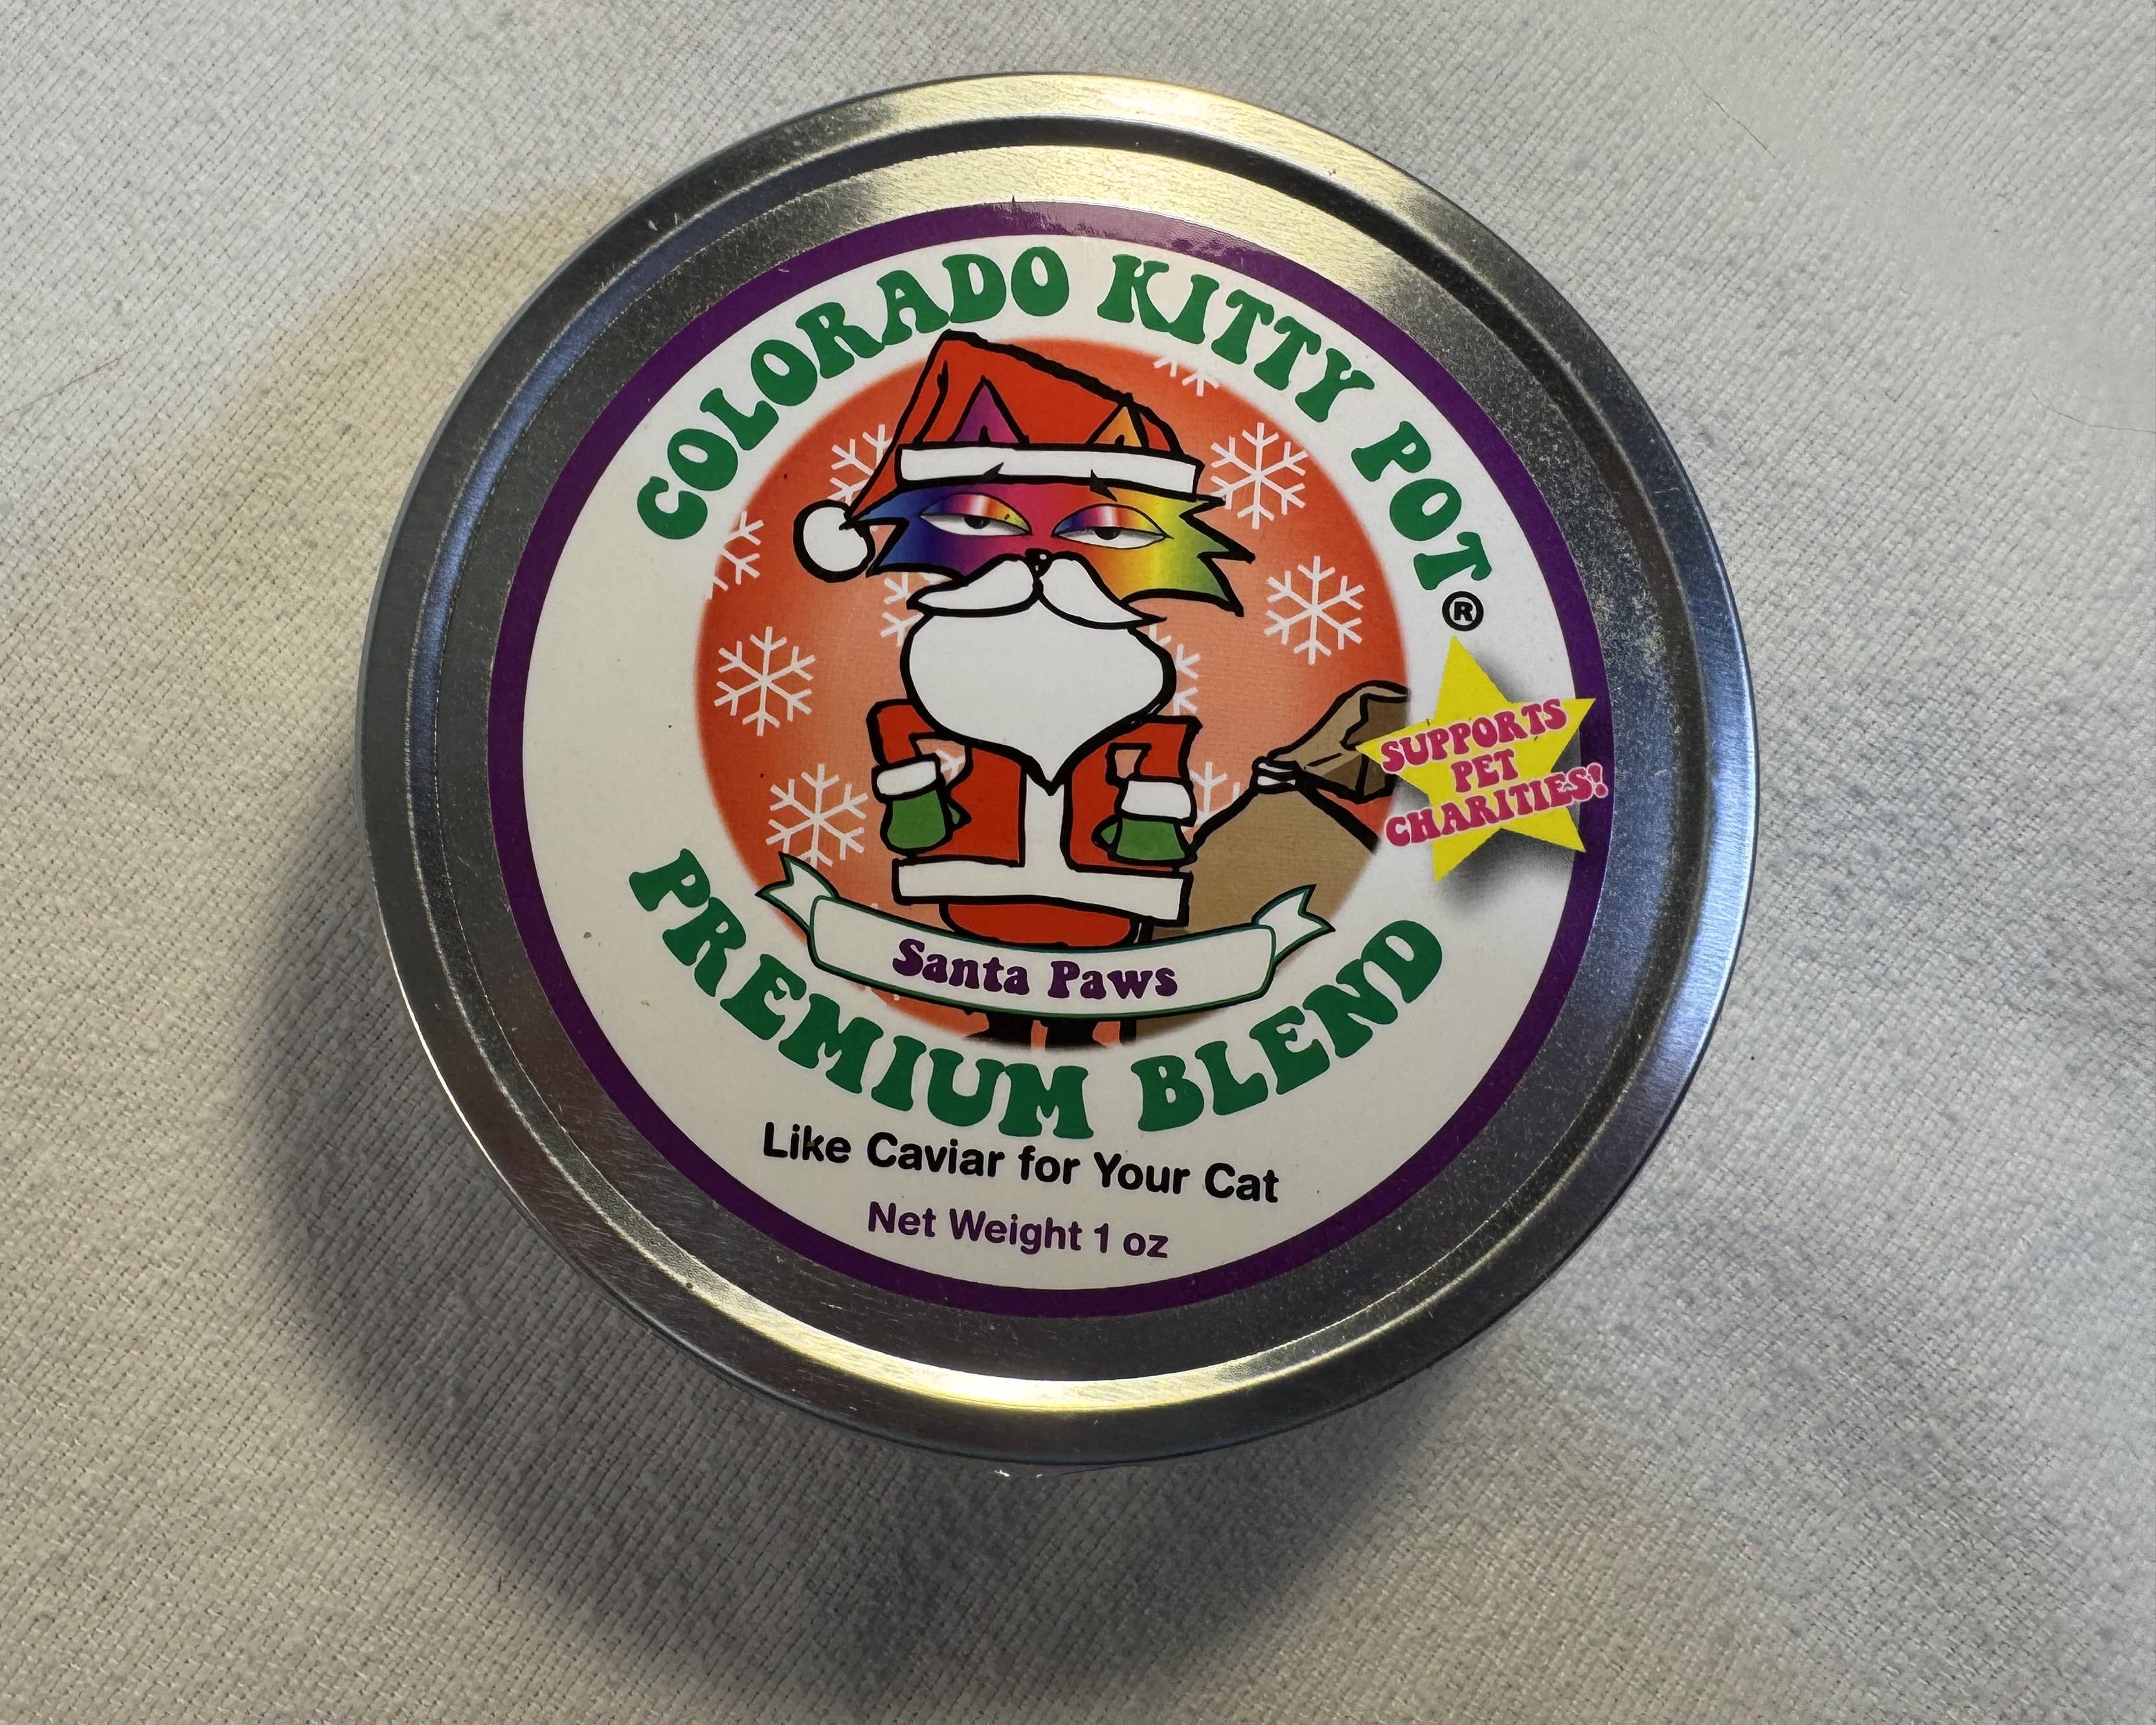 COLORADO KITTY POT®
SUPPORTS
PET
CHARITIES!
Santa Paws
PREMIUM BLEND
Like Caviar for Your Cat
Net Weight 1 oz